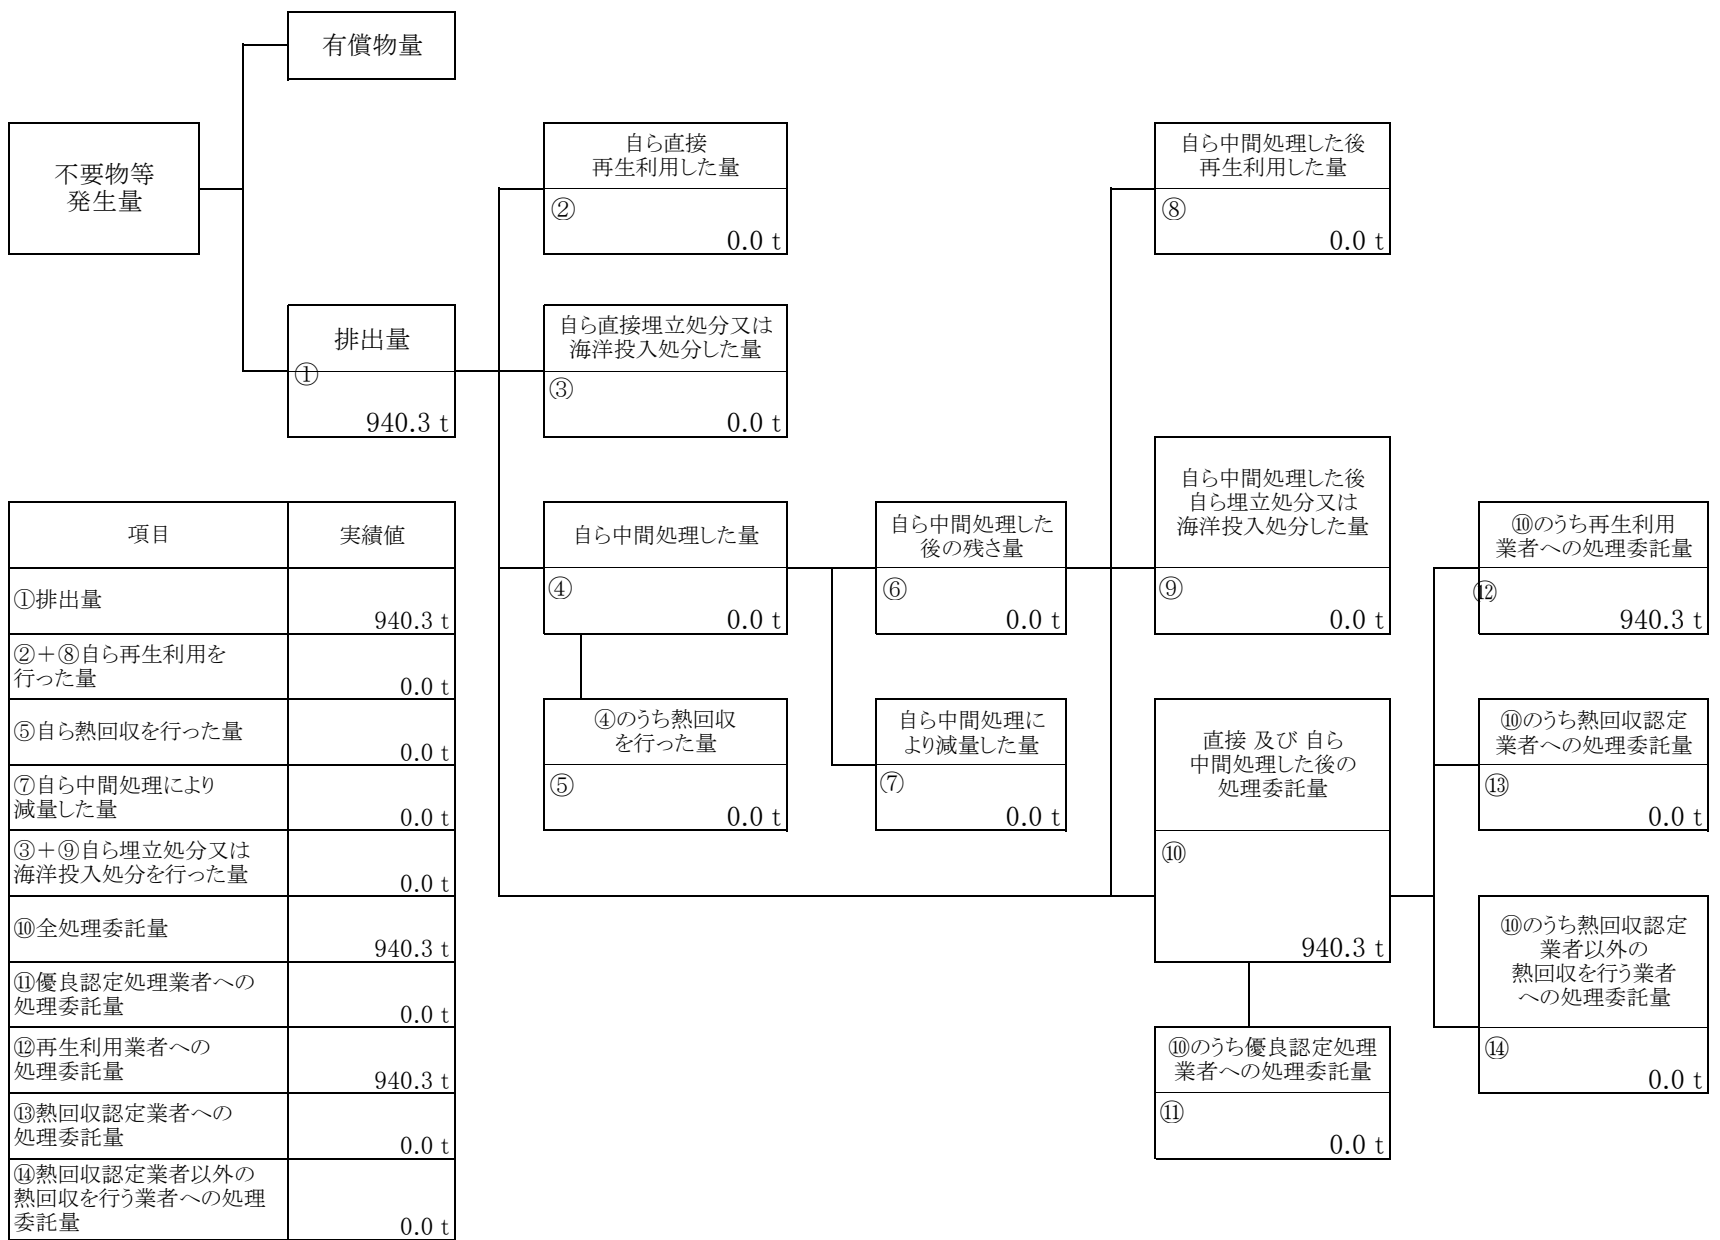 有償物量
不要物等
発生量
自ら直接
再生利用した量
②
0.0 t
自ら中間処理した後
再生利用した量
⑧
0.0 t
排出量
①
940.3 t
自ら直接埋立処分又は
海洋投入処分した量
③
0.0 t
自ら中間処理した量
④
0.0 t
自ら中間処理した
後の残さ量
⑥
0.0 t
自ら中間処理した後
自ら埋立処分又は
海洋投入処分した量
⑨
0.0 t
⑩のうち再生利用
業者への処理委託量
⑫
940.3 t
④のうち熱回収
を行った量
⑤
0.0 t
自ら中間処理に
より減量した量
⑦
0.0 t
直接 及び 自ら
中間処理した後の
処理委託量
⑩
940.3 t
⑩のうち熱回収認定
業者への処理委託量
⑬
0.0 t
⑩のうち熱回収認定
業者以外の
熱回収を行う業者
への処理委託量
⑭
0.0 t
⑩のうち優良認定処理
業者への処理委託量
⑪
0.0 t
項目 実績値
①排出量
940.3 t
②＋⑧自ら再生利用を
行った量
0.0 t
⑤自ら熱回収を行った量
0.0 t
⑦自ら中間処理により
減量した量
0.0 t
③＋⑨自ら埋立処分又は
海洋投入処分を行った量
0.0 t
⑩全処理委託量
940.3 t
⑪優良認定処理業者への
処理委託量
0.0 t
⑫再生利用業者への
処理委託量
940.3 t
⑬熱回収認定業者への
処理委託量
0.0 t
⑭熱回収認定業者以外の
熱回収を行う業者への処理
委託量
0.0 t